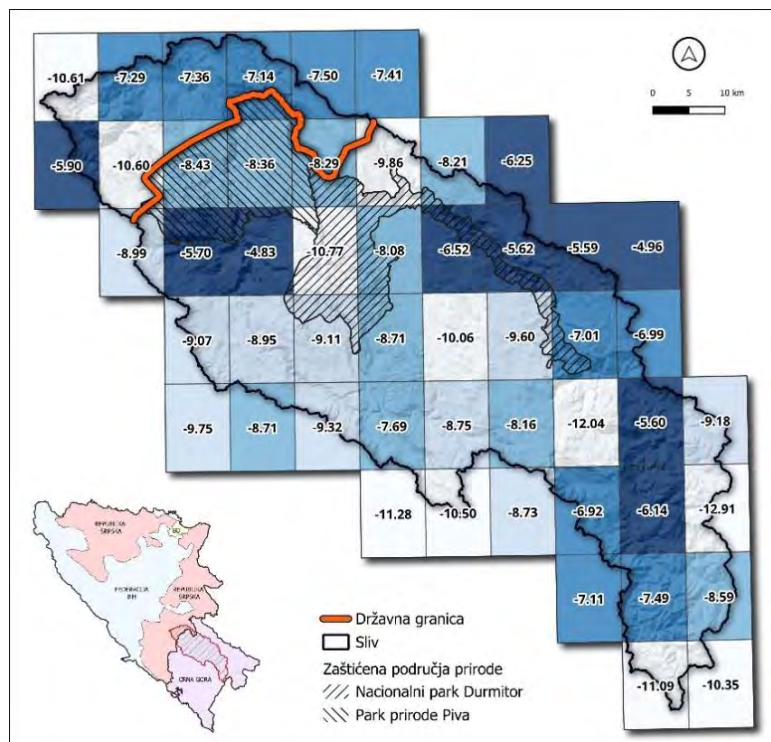 -10.61 -7.29 -7.36 -7.14 -7.50 -7.41
0 5 10 km
-5.90 -10.60 -8.43 -8.36 -8.29 -9.86 -8.21 -6.25
-8.99 -5.70 -4.83 -10.77 -8.08 -6.52 -5.62 -5.59 -4.96
-9.07 -8.95 -9.11 -8.71 -10.06 -9.60 -7.01 -6.99
-9.75 -8.71 -9.32 -7.69 -8.75 -8.16 -12.04 -5.60 -9.18
-11.28 -10.50 -8.73 -6.92 -6.14 -12.91
-7.11 -7.49 -8.59
-11.09 -10.35
REPUBLIKA
SRPSKA
BD
FEDERACIJA
BIH
REPUBLIKA
SRPSKA
CRNA GORA
Državna granica
Sliv
Zaštićena područja prirode
Nacionalni park Durmitor
Park prirode Piva